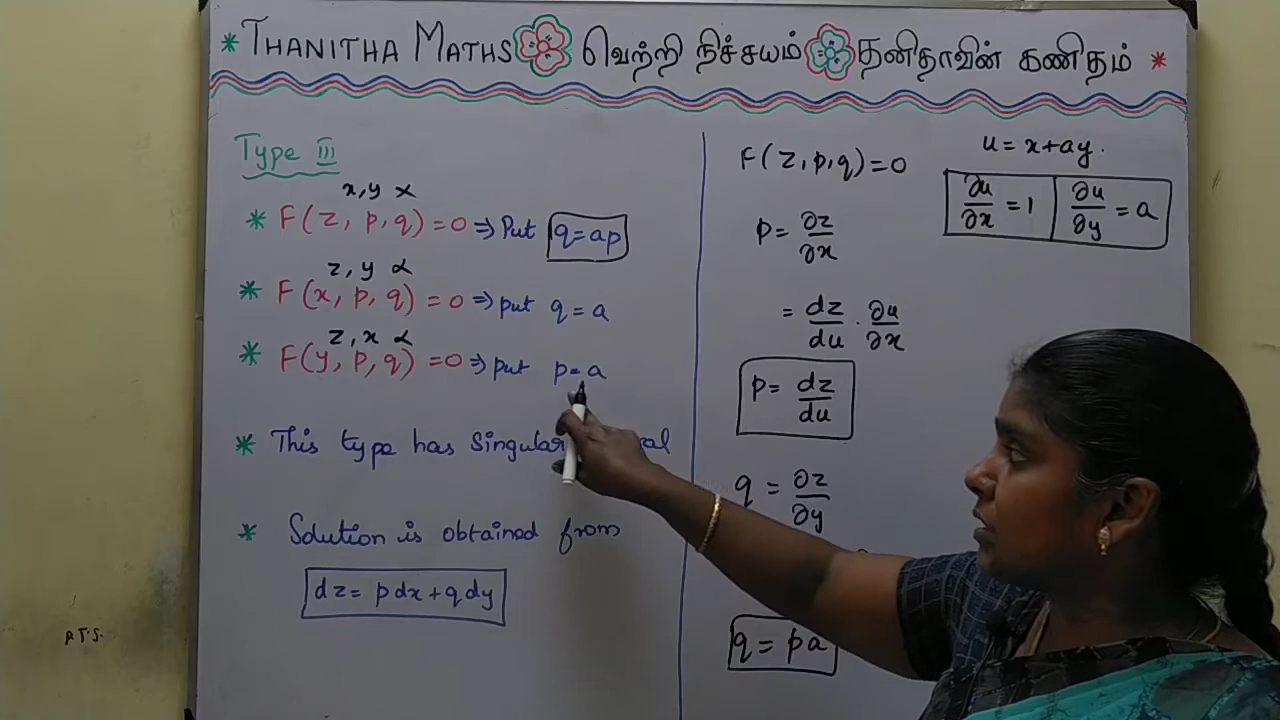 * THANITHA MATHS வெற்றி நிச்சயம் தனிதாவின் கணிதம் *
Type III
x, y ×
* F(z, p, q) = 0 ⇒ Put q = ap
z, y ×
* F(x, p, q) = 0 ⇒ put q = a
z, x ×
* F(y, p, q) = 0 ⇒ put p = a
* This type has Singular
* Solution is obtained from
dz = pdx + qdy
P.T.S.
F(z, p, q) = 0
p = ∂z/∂x
= dz/du . ∂u/∂x
p = dz/du
q = ∂z/∂y
q = pa
u = x + ay.
∂u/∂x = 1 | ∂u/∂y = a